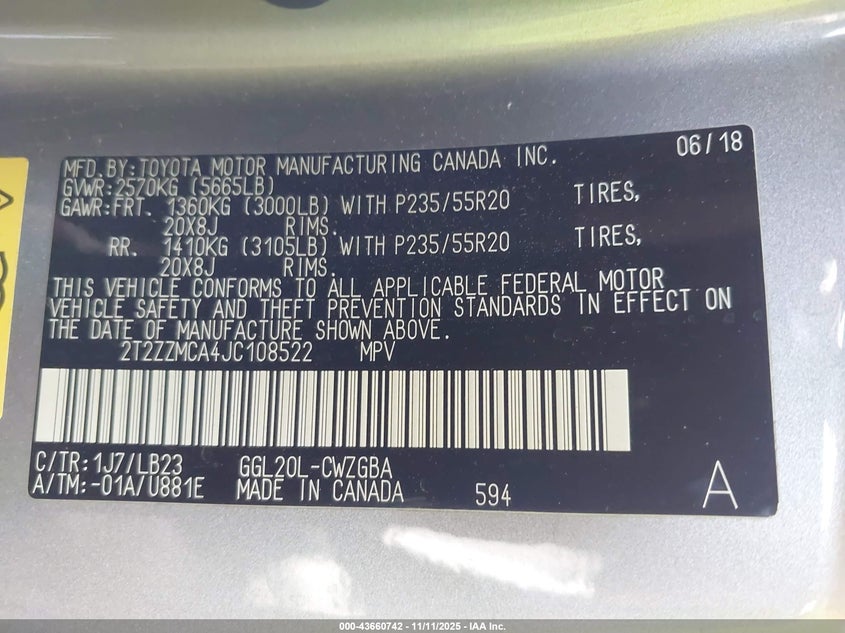 06/18
MFD.BY:TOYOTA MOTOR MANUFACTURING CANADA INC.
GVWR:2570KG (5665LB)
GAWR:FRT. 1360KG (3000LB) WITH P235/55R20 TIRES,
20X8J RIMS.
RR. 1410KG (3105LB) WITH P235/55R20 TIRES,
20X8J RIMS.
THIS VEHICLE CONFORMS TO ALL APPLICABLE FEDERAL MOTOR
VEHICLE SAFETY AND THEFT PREVENTION STANDARDS IN EFFECT ON
THE DATE OF MANUFACTURE SHOWN ABOVE.
2T2ZZMCA4JC108522 MPV
C/TR:1J7/LB23 GGL20L-CWZGBA
A/TM:-01A/U881E MADE IN CANADA 594 A
000-43660742 - 11/11/2025 - IAA Inc.